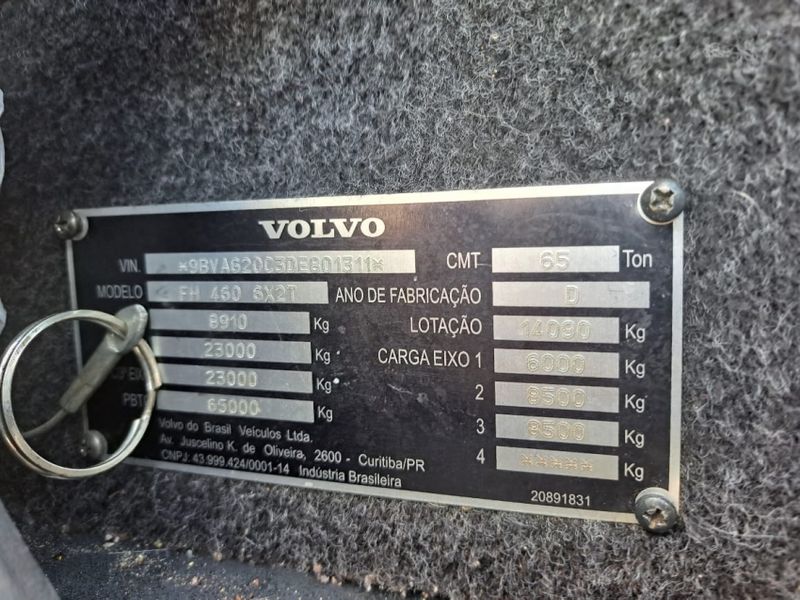 VOLVO
VIN. *9BVAG20C3DE801311* CMT 65 Ton
MODELO FH 460 6X2T ANO DE FABRICAÇÃO D
8910 Kg LOTAÇÃO 14090 Kg
23000 Kg CARGA EIXO 1 6000 Kg
23000 Kg 2 8500 Kg
PBTC 65000 Kg 3 8500 Kg
4 ***** Kg
Volvo do Brasil Veículos Ltda.
Av. Juscelino K. de Oliveira, 2600 - Curitiba/PR
CNPJ: 43.999.424/0001-14 Indústria Brasileira
20891831